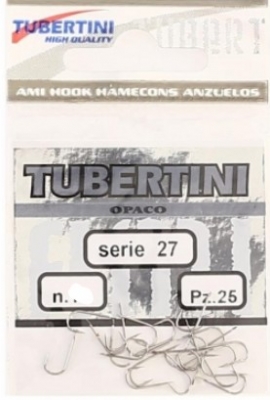 TUBERTINI
HIGH QUALITY
AMI HOOK HAMEÇONS ANZUELOS
TUBERTINI
OPACO
serie 27
n.
Pz.25